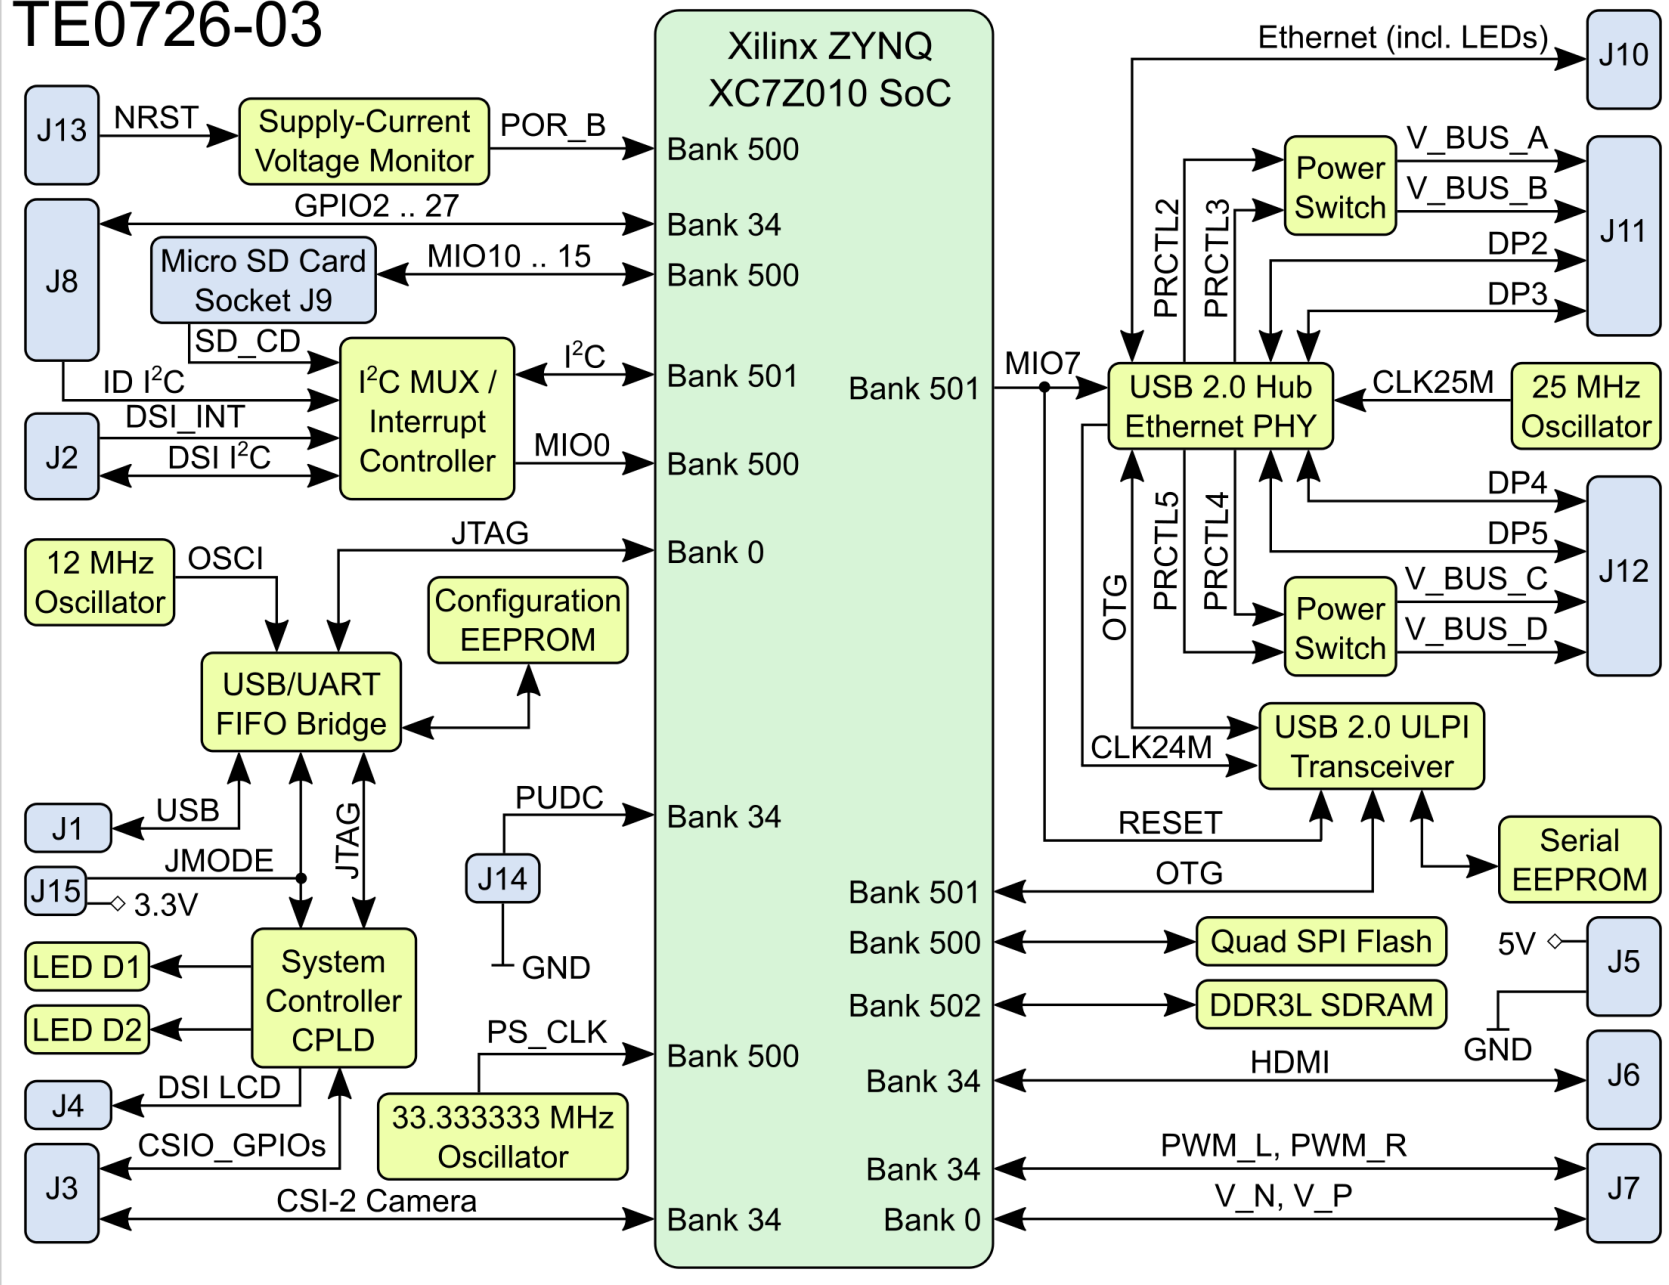 TE0726-03
Xilinx ZYNQ
XC7Z010 SoC
J13
NRST
Supply-Current
Voltage Monitor
POR_B
Bank 500
J8
GPIO2 .. 27
Bank 34
Micro SD Card
Socket J9
MIO10 .. 15
Bank 500
SD_CD
ID I²C
I²C MUX /
Interrupt
Controller
I²C
Bank 501
J2
DSI_INT
DSI I²C
MIO0
Bank 500
12 MHz
Oscillator
OSCI
JTAG
Bank 0
Configuration
EEPROM
USB/UART
FIFO Bridge
J1
USB
J15
JMODE
3.3V
JTAG
PUDC
Bank 34
J14
GND
LED D1
LED D2
System
Controller
CPLD
PS_CLK
Bank 500
33.333333 MHz
Oscillator
J4
DSI LCD
J3
CSIO_GPIOs
CSI-2 Camera
Bank 34
Ethernet (incl. LEDs)
J10
Power
Switch
V_BUS_A
V_BUS_B
J11
PRCTL2
PRCTL3
DP2
DP3
Bank 501
MIO7
USB 2.0 Hub
Ethernet PHY
CLK25M
25 MHz
Oscillator
DP4
DP5
J12
OTG
PRCTL5
PRCTL4
Power
Switch
V_BUS_C
V_BUS_D
CLK24M
USB 2.0 ULPI
Transceiver
RESET
Serial
EEPROM
Bank 501
OTG
Bank 500
Quad SPI Flash
Bank 502
DDR3L SDRAM
5V
J5
GND
Bank 34
HDMI
J6
Bank 34
PWM_L, PWM_R
J7
Bank 0
V_N, V_P